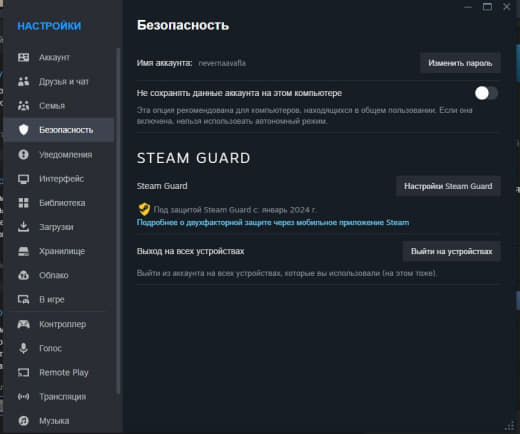 НАСТРОЙКИ
Аккаунт
Друзья и чат
Семья
Безопасность
Уведомления
Интерфейс
Библиотека
Загрузки
Хранилище
Облако
В игре
Контроллер
Голос
Remote Play
Трансляция
Музыка
Безопасность
Имя аккаунта: nevernaavafla
Изменить пароль
Не сохранять данные аккаунта на этом компьютере
Эта опция рекомендована для компьютеров, находящихся в общем пользовании. Если она
включена, нельзя использовать автономный режим.
STEAM GUARD
Steam Guard
Настройки Steam Guard
Под защитой Steam Guard с: январь 2024 г.
Подробнее о двухфакторной защите через мобильное приложение Steam
Выход на всех устройствах
Выйти на устройствах
Выйти из аккаунта на всех устройствах, которые вы использовали (на этом тоже).